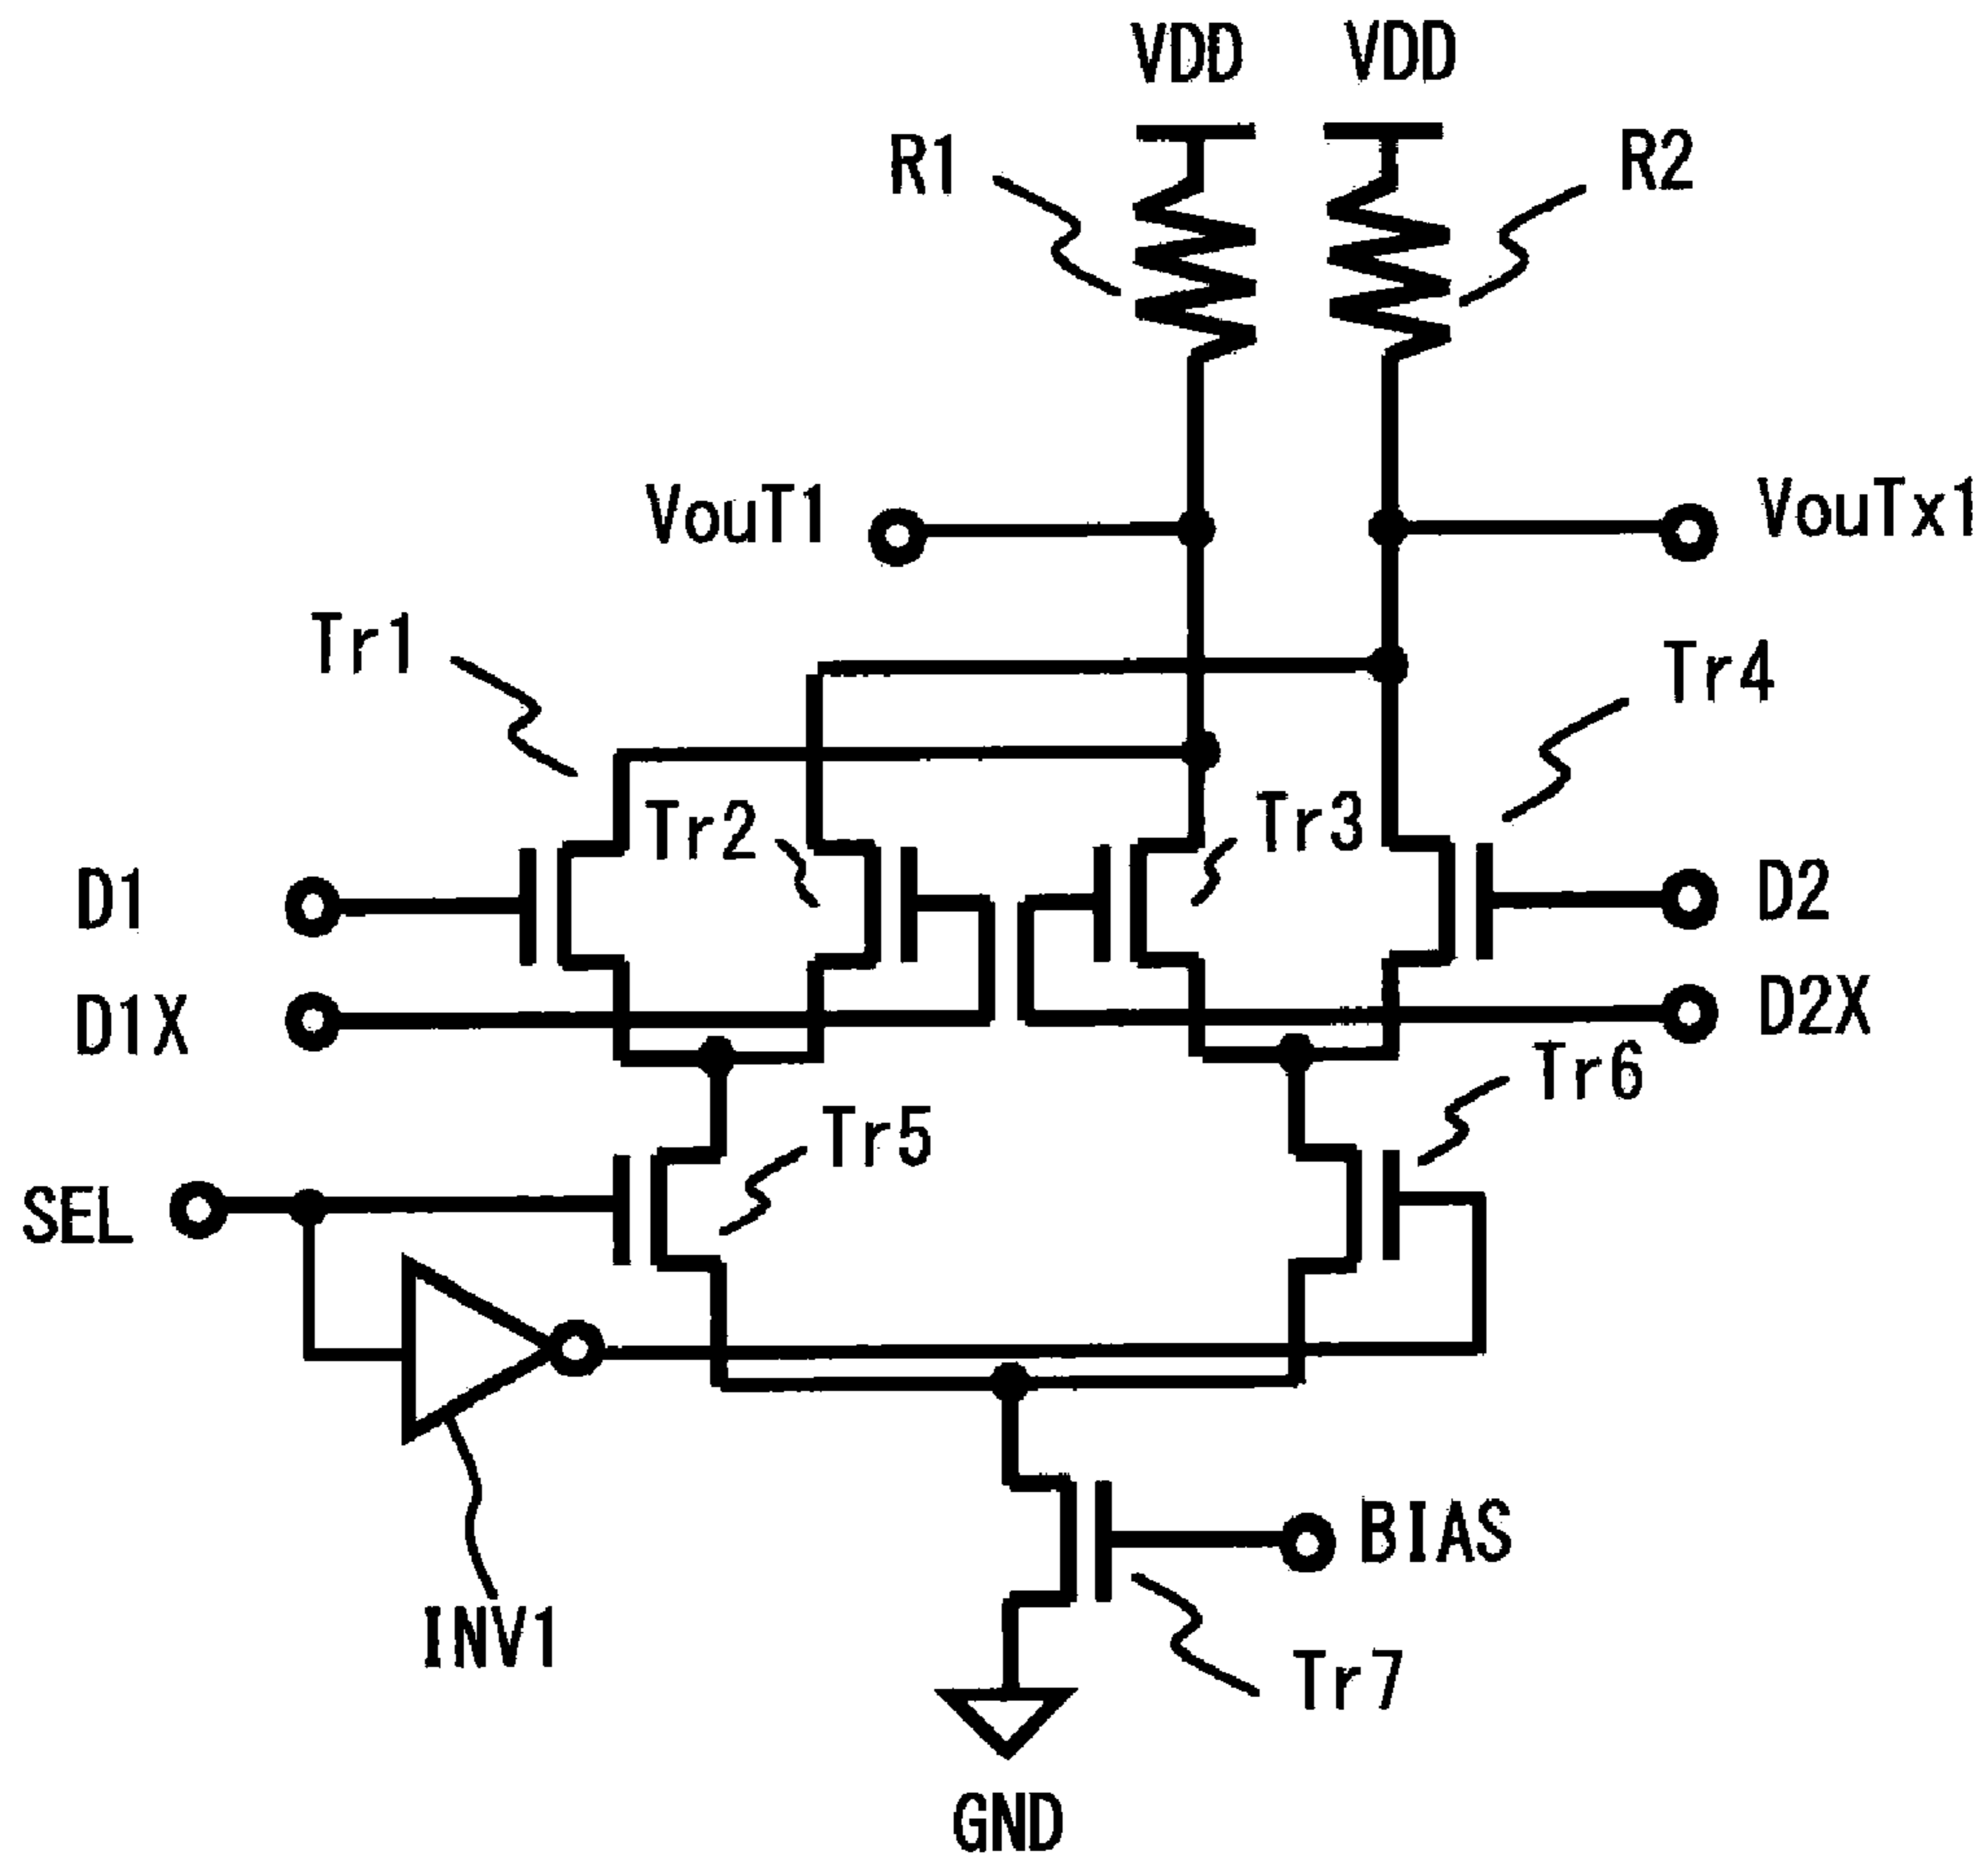 VDD VDD
R1 R2
VouT1 VouTx1
Tr1 Tr4
Tr2 Tr3
D1 D2
D1X D2X
Tr6
Tr5
SEL
BIAS
INV1
Tr7
GND